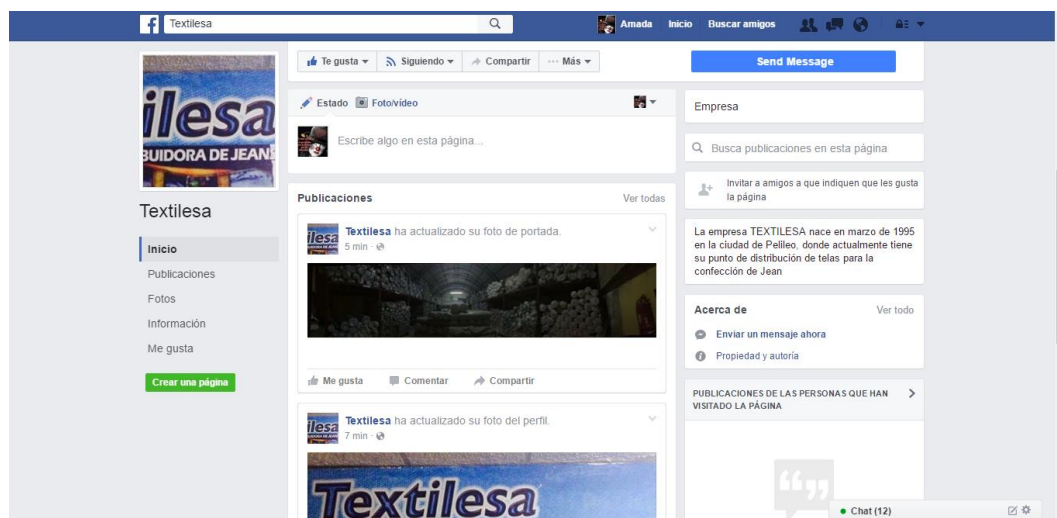 f Textilesa Amada Inicio Buscar amigos
Te gusta Siguiendo Compartir ··· Más
Send Message
ilesa
BUIDORA DE JEANS
Textilesa
Inicio
Publicaciones
Fotos
Información
Me gusta
Crear una página
Estado Foto/vídeo
Escribe algo en esta página...
Publicaciones Ver todas
ilesa
Textilesa ha actualizado su foto de portada.
5 min ·
Me gusta Comentar Compartir
ilesa
Textilesa ha actualizado su foto del perfil.
7 min ·
Textilesa
Empresa
Busca publicaciones en esta página
Invitar a amigos a que indiquen que les gusta
la página
La empresa TEXTILESA nace en marzo de 1995
en la ciudad de Pelileo, donde actualmente tiene
su punto de distribución de telas para la
confección de Jean
Acerca de Ver todo
Enviar un mensaje ahora
Propiedad y autoría
PUBLICACIONES DE LAS PERSONAS QUE HAN
VISITADO LA PÁGINA
Chat (12)